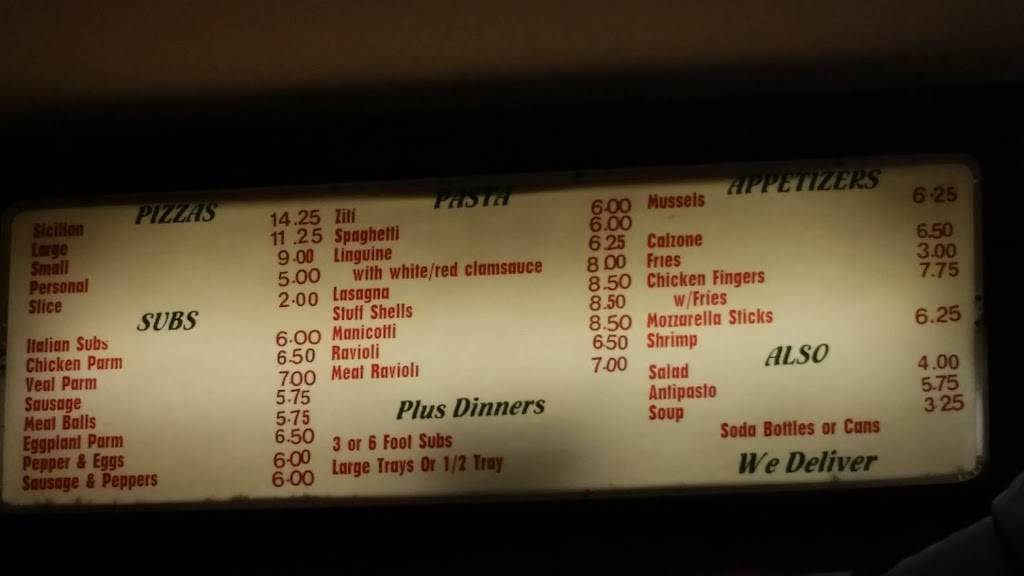 PIZZAS
Sicilian 14.25
Large 11.25
Small 9.00
Personal 5.00
Slice 2.00
SUBS
Italian Subs 6.00
Chicken Parm 6.50
Veal Parm 7.00
Sausage 5.75
Meat Balls 5.75
Eggplant Parm 6.50
Pepper & Eggs 6.00
Sausage & Peppers 6.00
PASTA
Ziti 6.00
Spaghetti 6.00
Linguine 6.25
with white/red clamsauce 8.00
Lasagna 8.50
Stuff Shells 8.50
Manicotti 8.50
Ravioli 6.50
Meat Ravioli 7.00
Plus Dinners
3 or 6 Foot Subs
Large Trays Or 1/2 Tray
APPETIZERS
Mussels 6.25
Calzone 6.50
Fries 3.00
Chicken Fingers 7.75
w/Fries
Mozzarella Sticks 6.25
Shrimp
ALSO
Salad 4.00
Antipasto 5.75
Soup 3.25
Soda Bottles or Cans
We Deliver